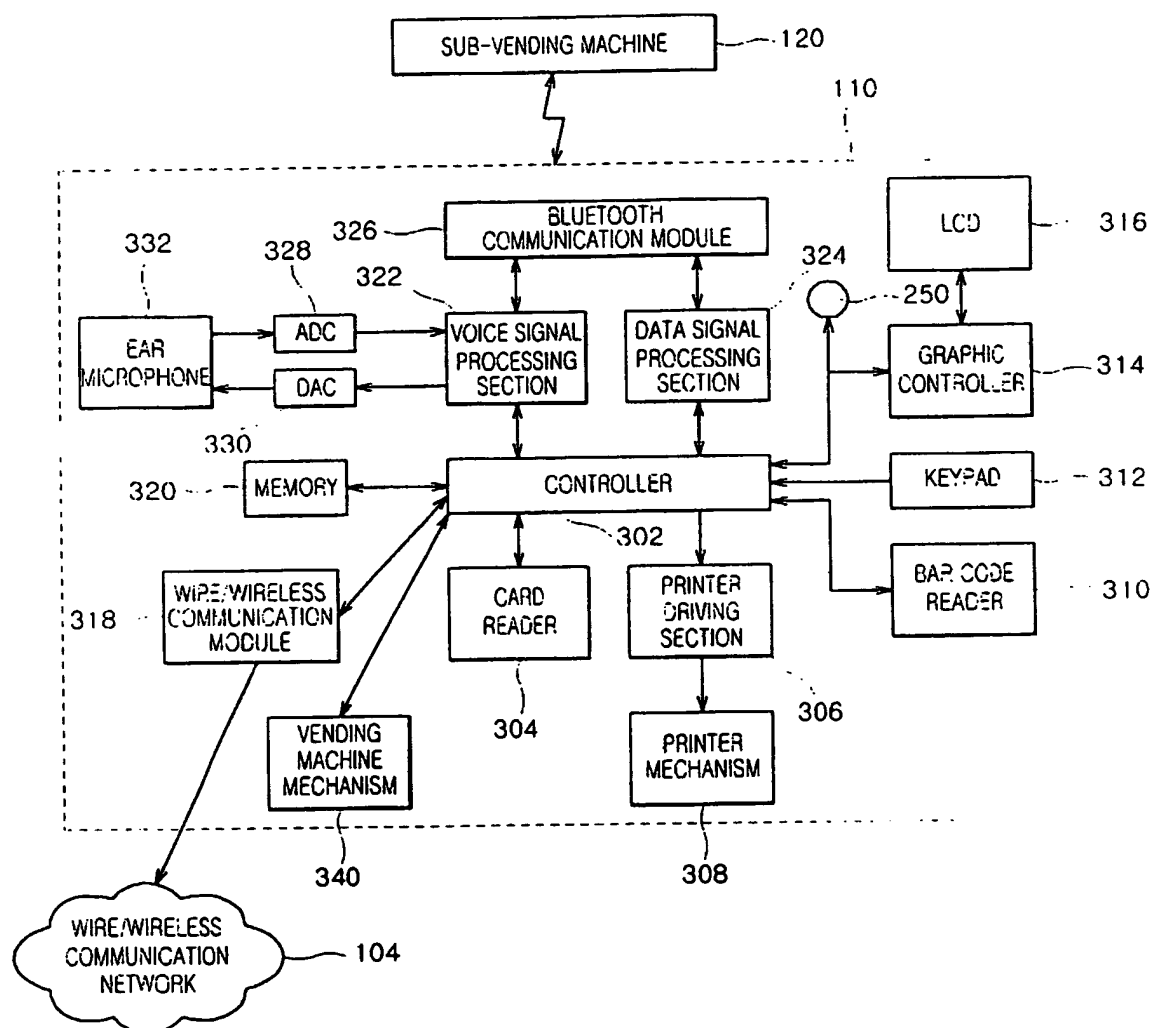 SUB-VENDING MACHINE
120
110
BLUETOOTH
COMMUNICATION MODULE
326
LCD
316
332
328
322
324
250
EAR
MICROPHONE
ADC
DAC
330
VOICE SIGNAL
PROCESSING
SECTION
DATA SIGNAL
PROCESSING
SECTION
GRAPHIC
CONTROLLER
314
320
MEMORY
CONTROLLER
302
KEYPAD
312
318
WIRE/WIRELESS
COMMUNICATION
MODULE
CARD
READER
304
PRINTER
DRIVING
SECTION
306
BAR CODE
READER
310
VENDING
MACHINE
MECHANISM
340
PRINTER
MECHANISM
308
WIRE/WIRELESS
COMMUNICATION
NETWORK
104